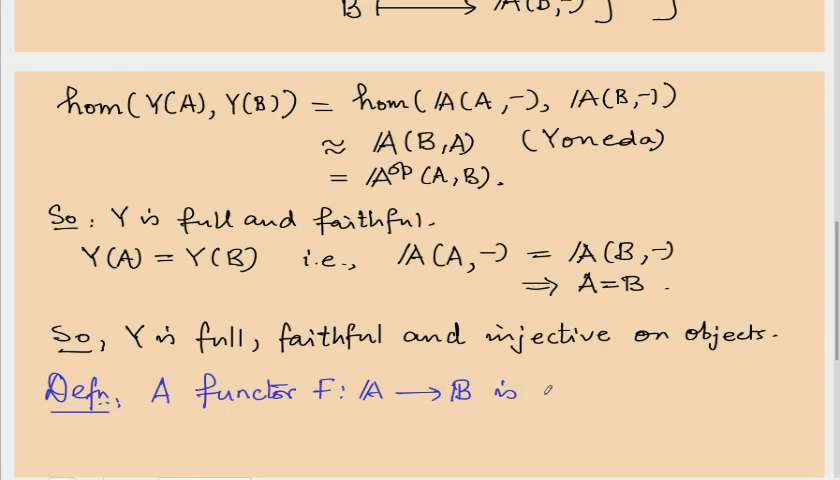 B ⟼ 𝔸(B,-) ] ]
hom(Y(A), Y(B)) = hom(𝔸(A,-), 𝔸(B,-))
≈ 𝔸(B,A) (Yoneda)
= 𝔸^op (A,B).
So: Y is full and faithful.
Y(A) = Y(B) i.e., 𝔸(A,-) = 𝔸(B,-)
⟹ A=B.
So, Y is full, faithful and injective on objects.
Defn. A functor F: 𝔸 ⟶ 𝔹 is